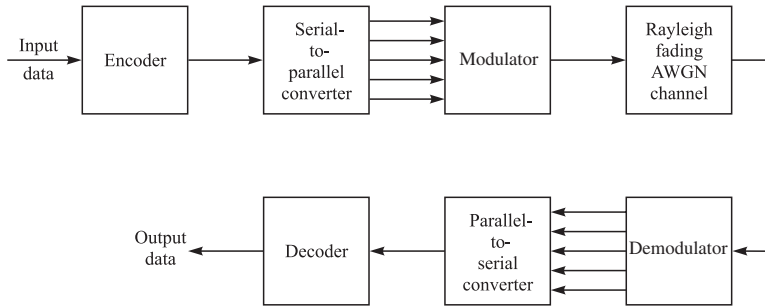 Input
data
Encoder
Serial-
to-
parallel
converter
Modulator
Rayleigh
fading
AWGN
channel
Output
data
Decoder
Parallel-
to-
serial
converter
Demodulator